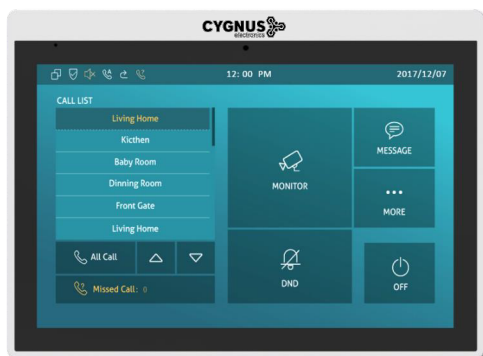 CYGNUS
electronics
12: 00 PM
2017/12/07
CALL LIST
Living Home
Kicthen
Baby Room
Dinning Room
Front Gate
Living Home
All Call
Missed Call: 0
MONITOR
MESSAGE
MORE
DND
OFF